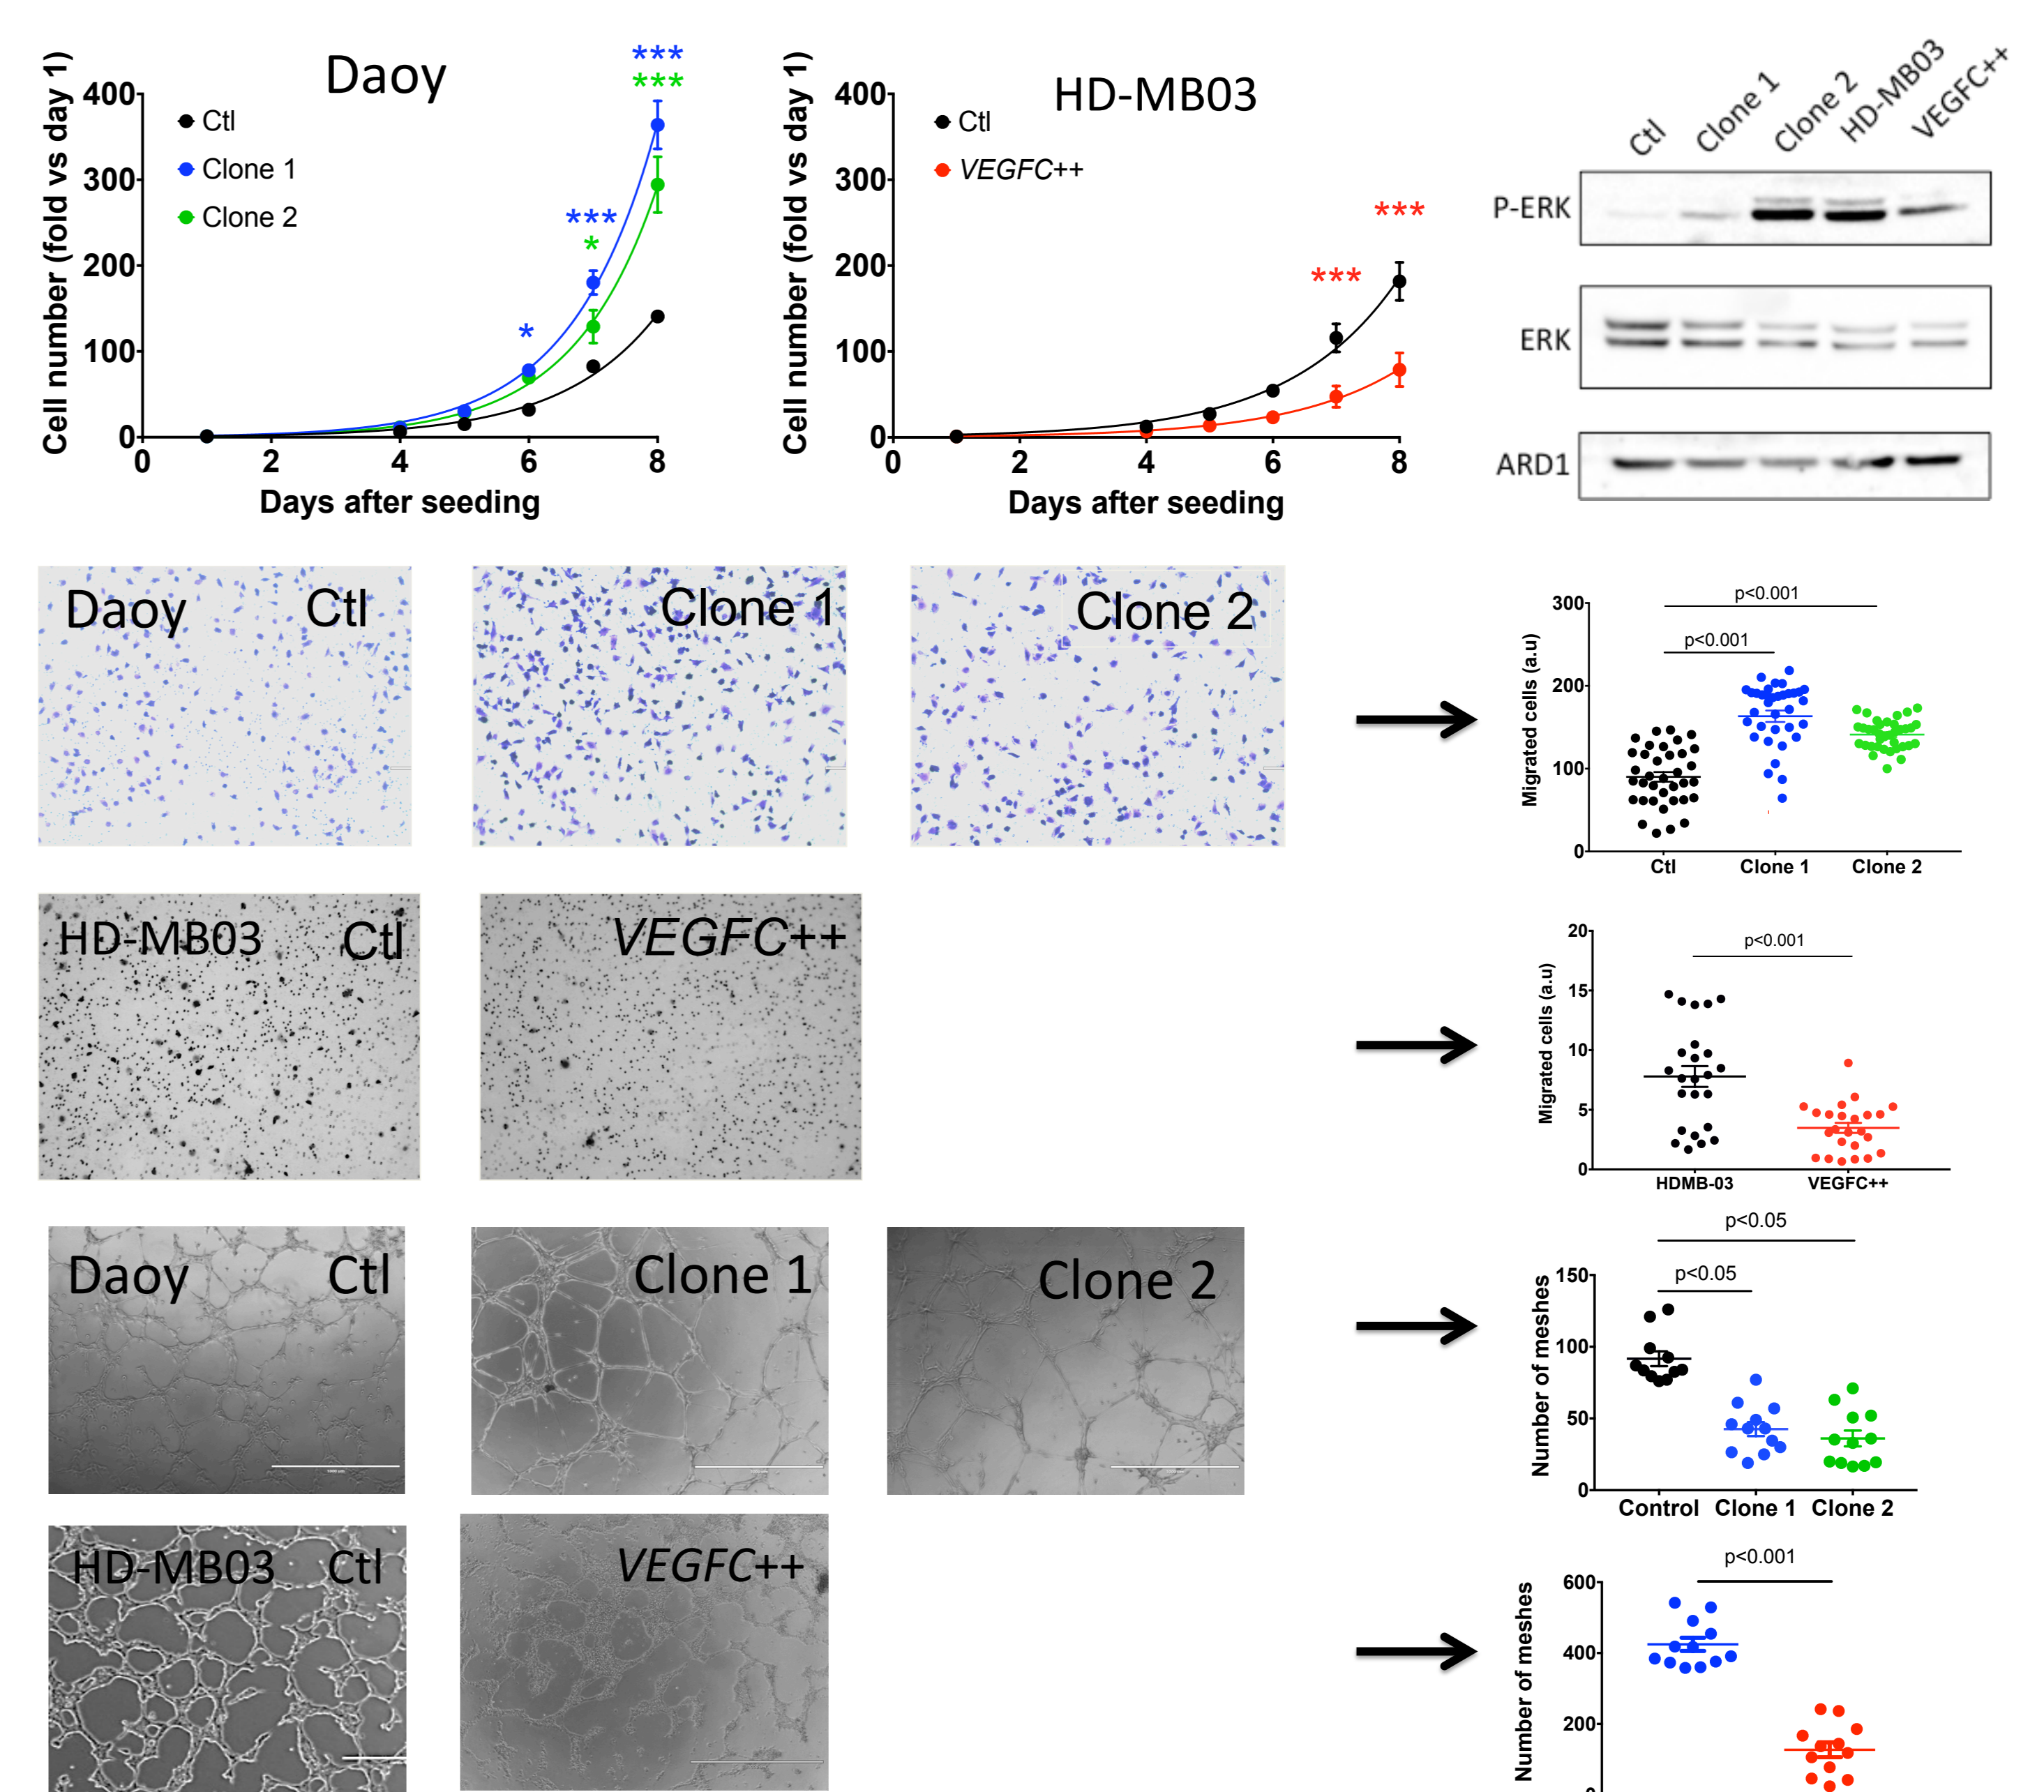 Daoy
***
***
***
*
*
Cell number (fold vs day 1)
400
300
200
100
0
Ctl
Clone 1
Clone 2
0 2 4 6 8
Days after seeding
HD-MB03
***
***
Cell number (fold vs day 1)
400
300
200
100
0
Ctl
VEGFC++
0 2 4 6 8
Days after seeding
Ctl
Clone 1
Clone 2
HD-MB03
VEGFC++
P-ERK
ERK
ARD1
Daoy Ctl
Clone 1
Clone 2
Migrated cells (a.u)
300
200
100
0
p<0.001
p<0.001
Ctl Clone 1 Clone 2
HD-MB03 Ctl
VEGFC++
Migrated cells (a.u)
20
15
10
5
0
p<0.001
HDMB-03 VEGFC++
Daoy Ctl
Clone 1
Clone 2
p<0.05
p<0.05
Number of meshes
150
100
50
0
Control Clone 1 Clone 2
HD-MB03 Ctl
VEGFC++
p<0.001
Number of meshes
600
400
200